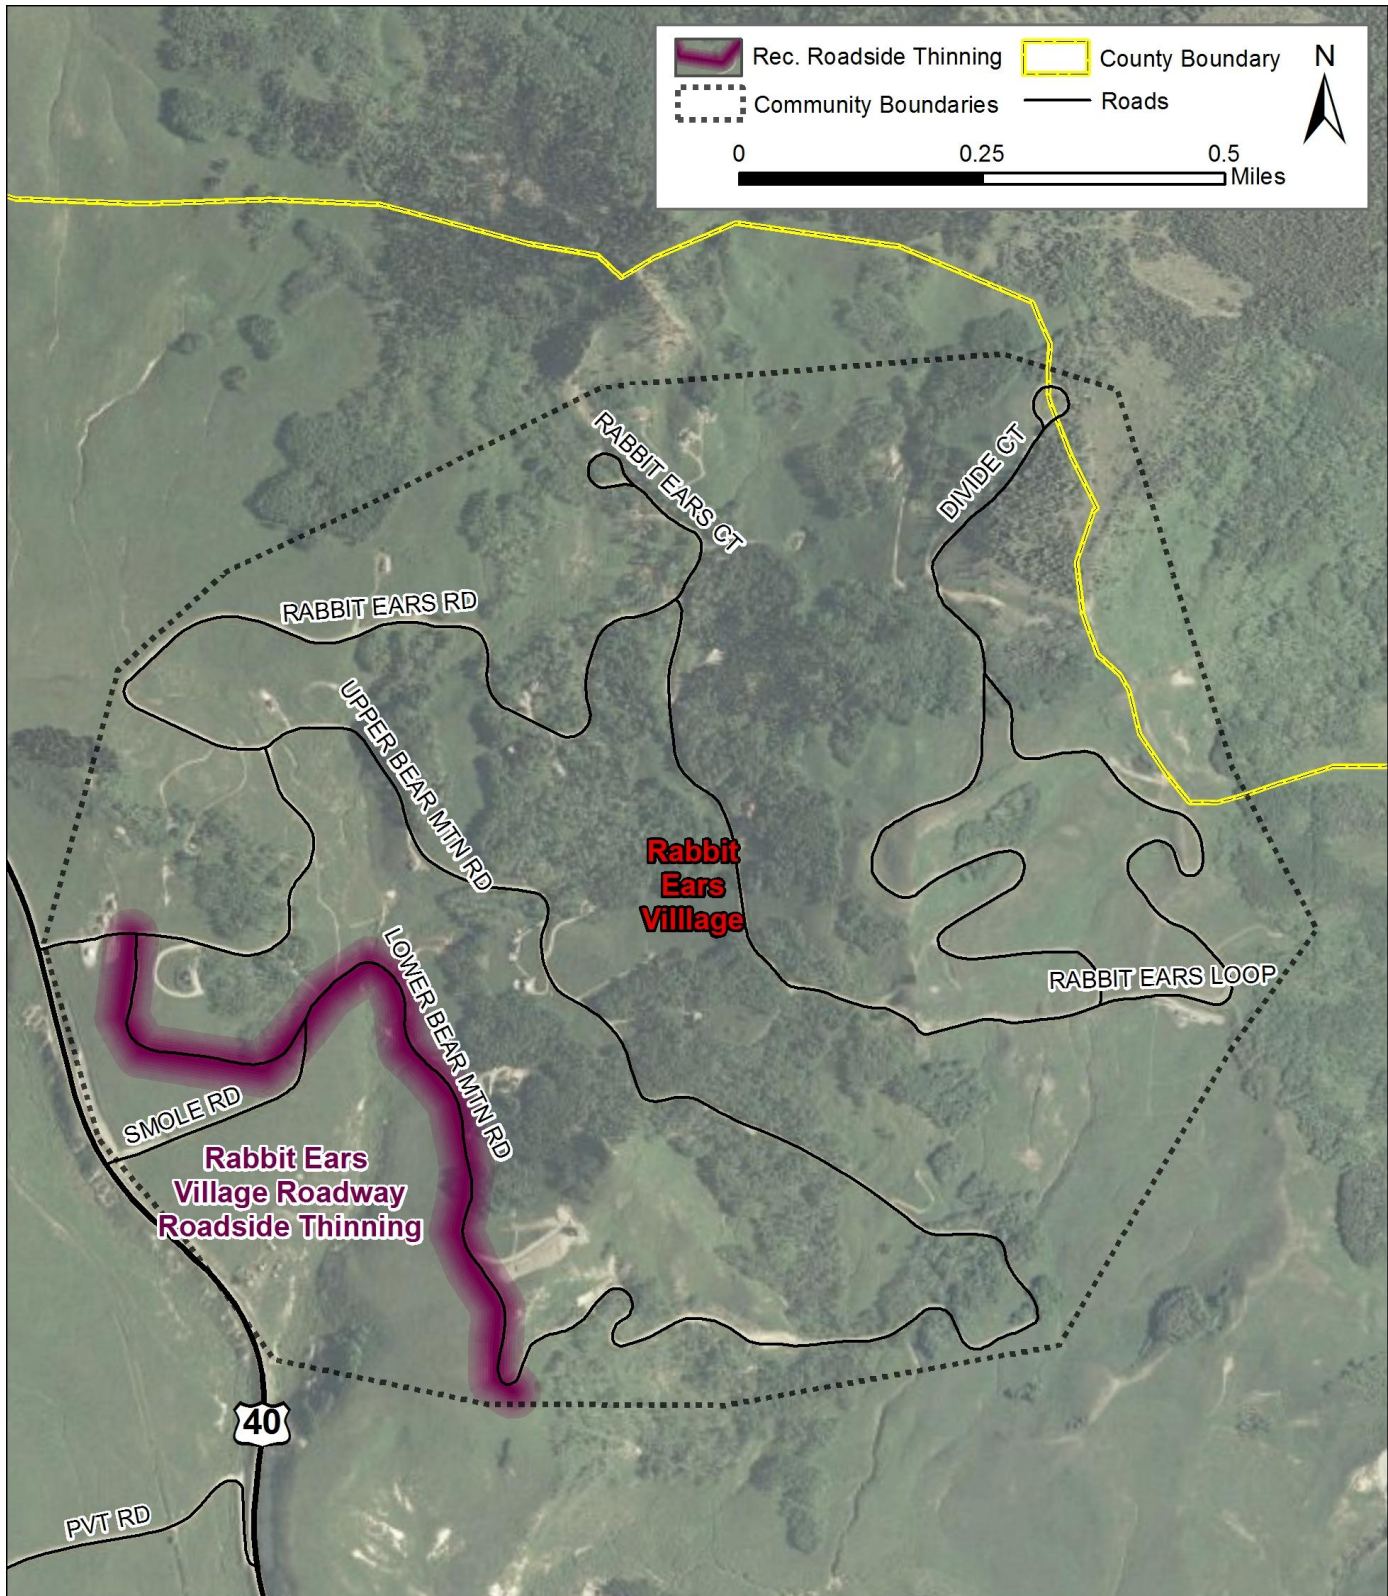 Rec. Roadside Thinning
County Boundary
N
Community Boundaries
Roads
0
0.25
0.5
Miles
RABBIT EARS CT
DIVIDE CT
RABBIT EARS RD
UPPER BEAR MTN RD
Rabbit
Ears
Villlage
LOWER BEAR MTN RD
RABBIT EARS LOOP
SMOLE RD
Rabbit Ears
Village Roadway
Roadside Thinning
40
PVT RD